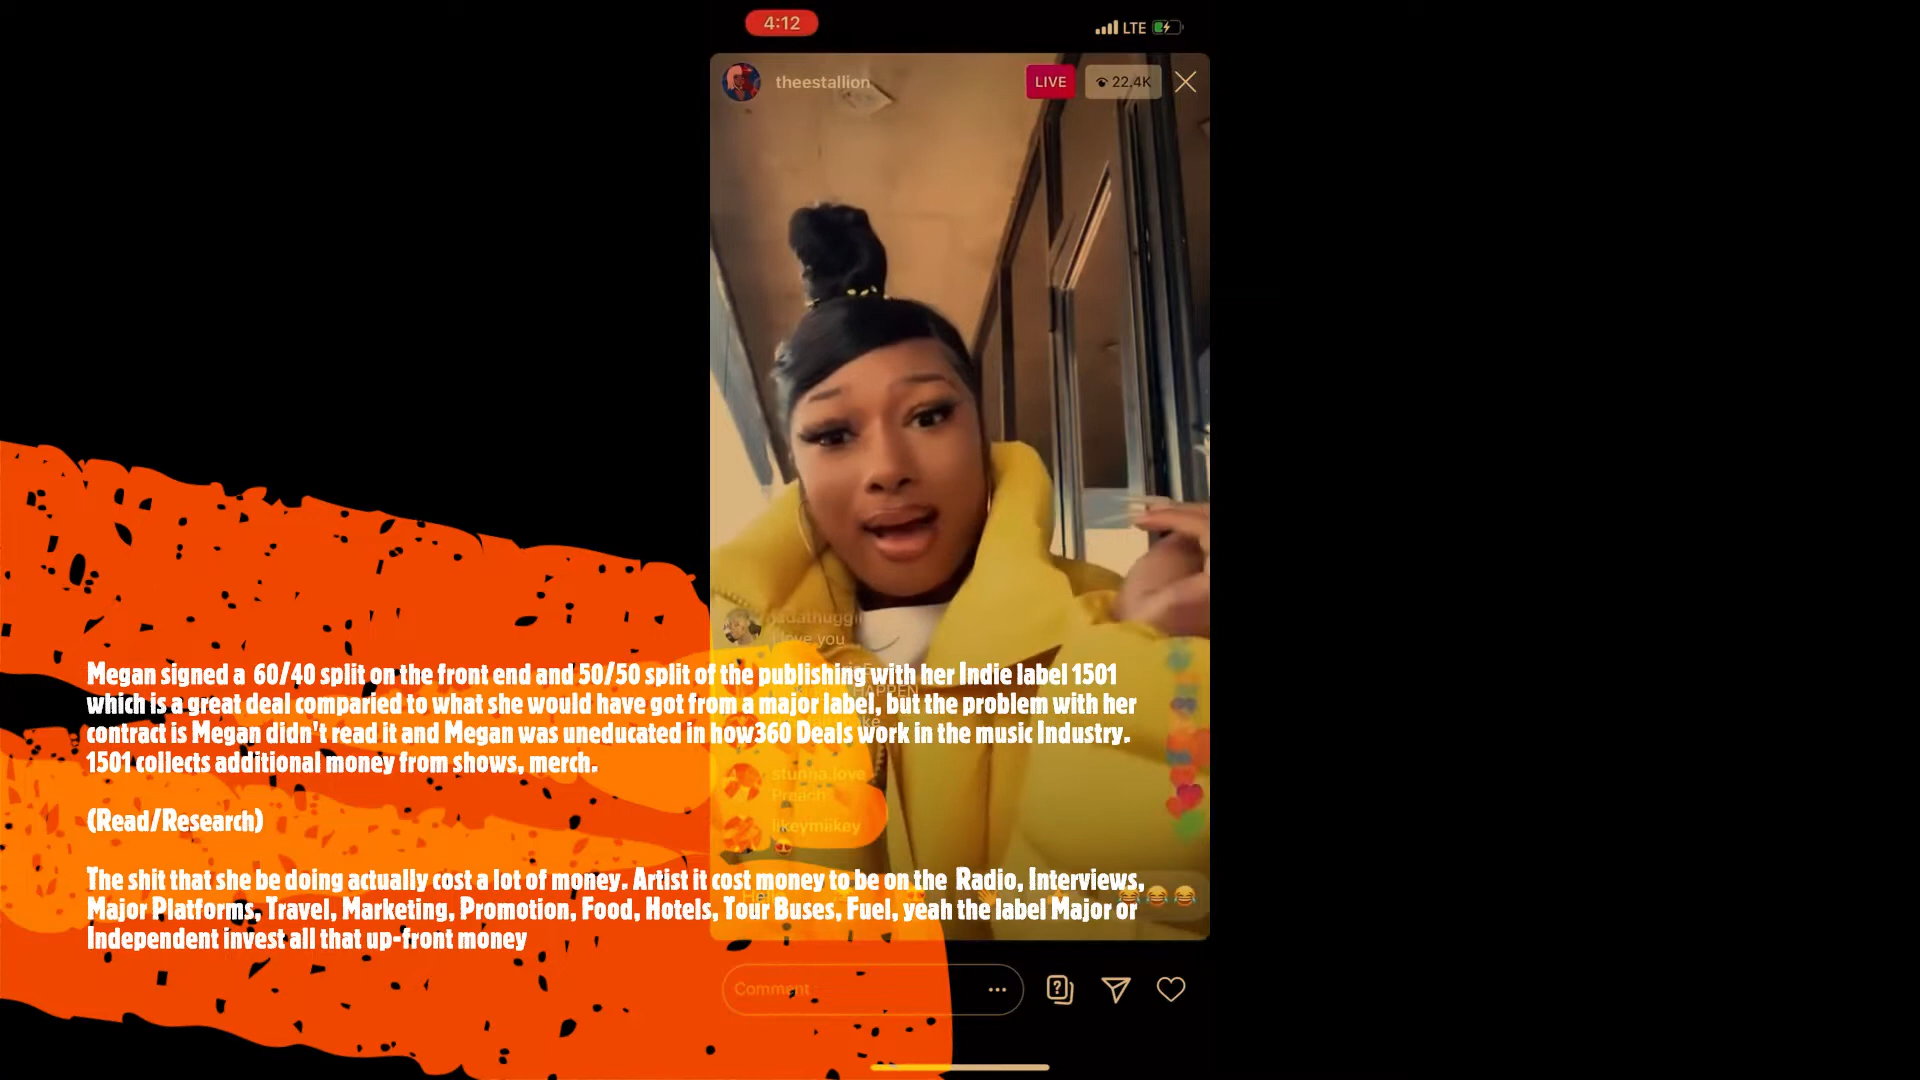 4:12
LTE
theestallion
LIVE
22.4K
I love you
Megan signed a 60/40 split on the front end and 50/50 split of the publishing with her Indie label 1501
which is a great deal comparied to what she would have got from a major label, but the problem with her
contract is Megan didn't read it and Megan was uneducated in how360 Deals work in the music Industry.
1501 collects additional money from shows, merch.
stunna.love
Preach
(Read/Research)
likeymiikey
The shit that she be doing actually cost a lot of money. Artist it cost money to be on the Radio, Interviews,
Major Platforms, Travel, Marketing, Promotion, Food, Hotels, Tour Buses, Fuel, yeah the label Major or
Independent invest all that up-front money
Comment